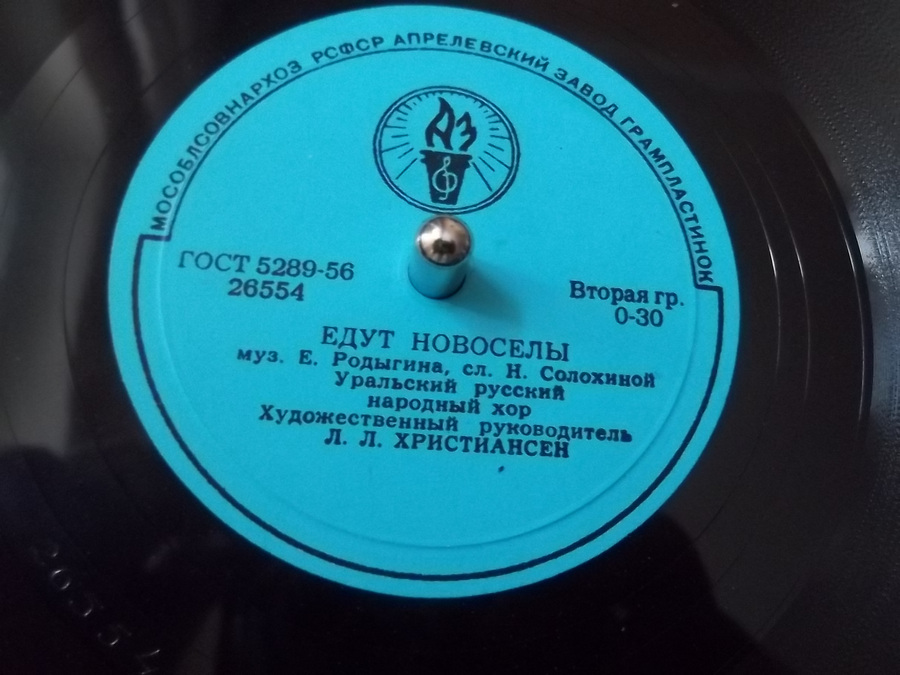 МОСОБЛСОВНАРХОЗ РСФСР АПРЕЛЕВСКИЙ ЗАВОД ГРАМПЛАСТИНОК
АЗ
ГОСТ 5289-56
26554
Вторая гр.
0-30
ЕДУТ НОВОСЕЛЫ
муз. Е. Родыгина, сл. Н. Солохиной
Уральский русский
народный хор
Художественный руководитель
Л. Л. ХРИСТИАНСЕН